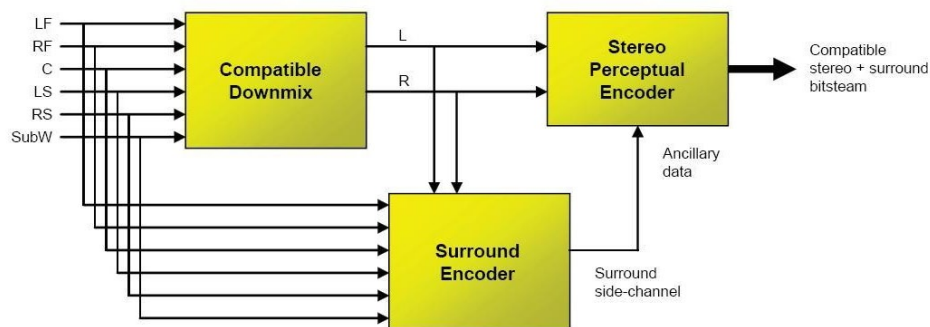 LF
RF
C
LS
RS
SubW
Compatible
Downmix
L
R
Stereo
Perceptual
Encoder
Compatible
stereo + surround
bitsteam
Ancillary
data
Surround
Encoder
Surround
side-channel